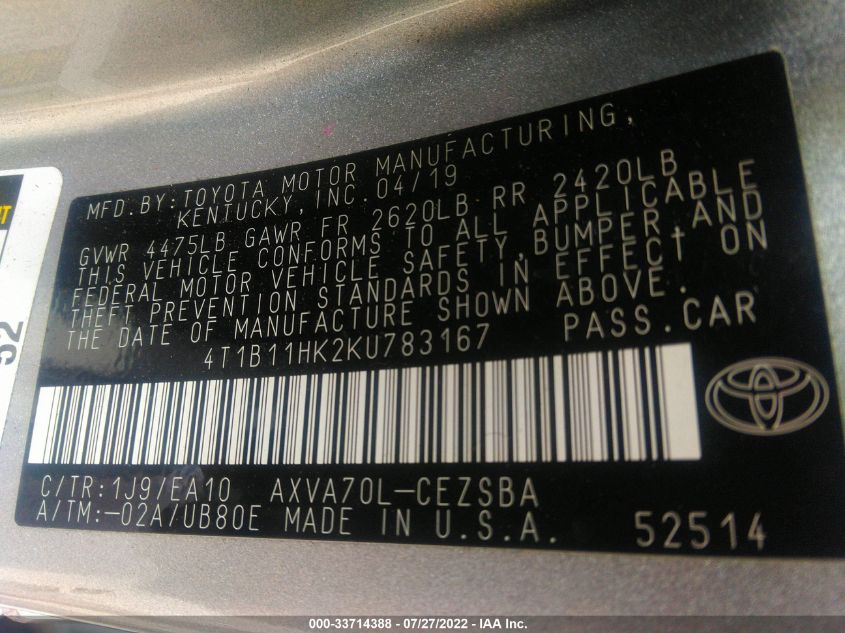 MFD.BY:TOYOTA MOTOR MANUFACTURING,
KENTUCKY,INC.04/19
GVWR 4475LB GAWR FR 2620LB RR 2420LB
THIS VEHICLE CONFORMS TO ALL APPLICABLE
FEDERAL MOTOR VEHICLE SAFETY,BUMPER,AND
THEFT PREVENTION STANDARDS IN EFFECT ON
THE DATE OF MANUFACTURE SHOWN ABOVE.
4T1B11HK2KU783167 PASS.CAR
C/TR:1J9/EA10 AXVA70L-CEZSBA
A/TM:-02A/UB80E MADE IN U.S.A. 52514
52
000-33714388 - 07/27/2022 - IAA Inc.